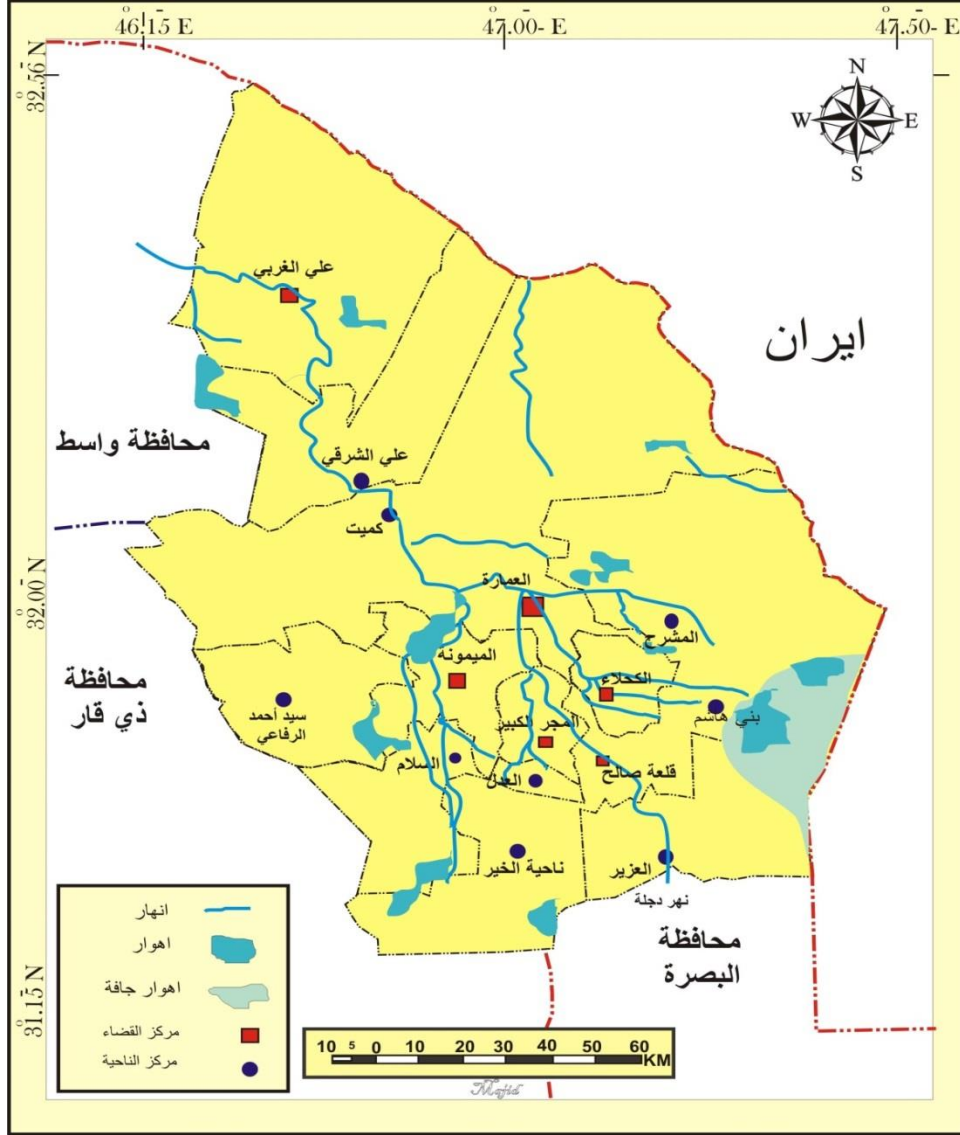 46.15 E
47.00- E
47.50- E
32.56 N
N
W E
S
علي الغربي
ايران
محافظة واسط
علي الشرقي
كميت
32.00 N
العمارة
المشرح
الميمونه
محافظة
ذي قار
الكحلاء
سيد أحمد
الرفاعي
بني هاشم
المجر الكبير
السلام
العدل
قلعة صالح
ناحية الخير
العزير
نهر دجلة
محافظة
البصرة
31.15 N
انهار
اهوار
اهوار جافة
مركز القضاء
مركز الناحية
10 5 0 10 20 30 40 50 60 KM
Majid